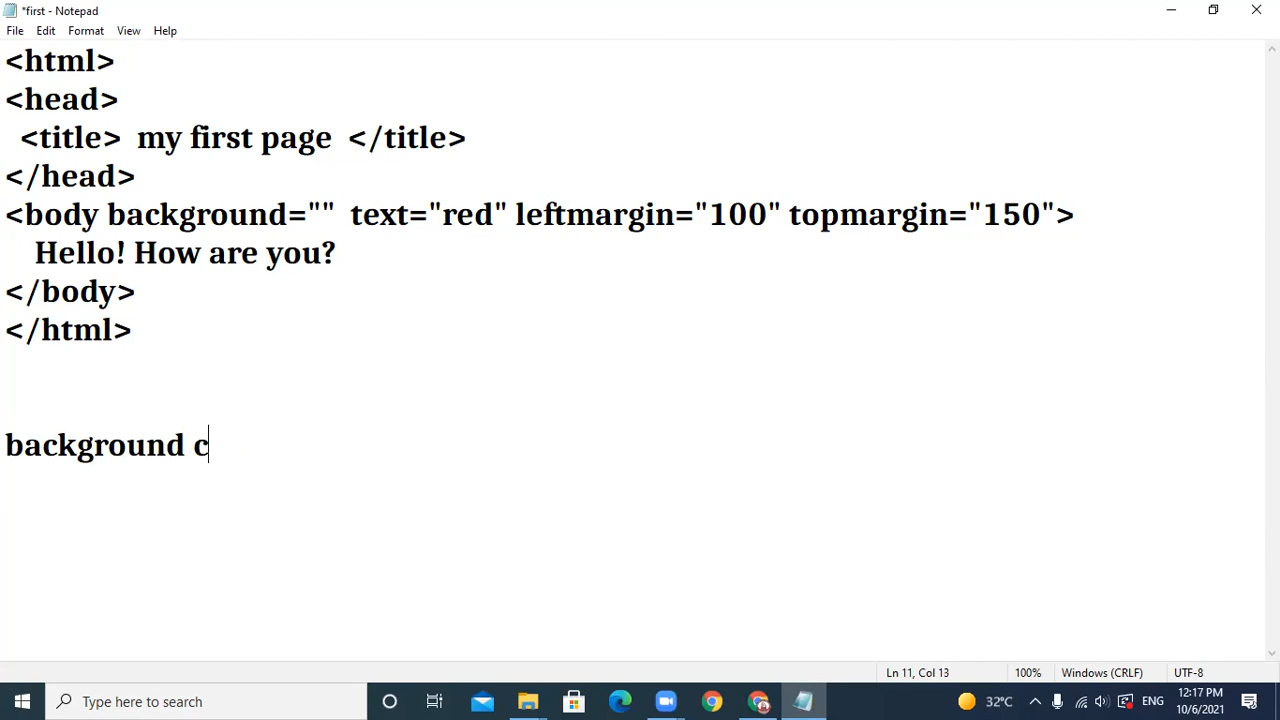 *first - Notepad
File Edit Format View Help
<html>
<head>
<title> my first page </title>
</head>
<body background="" text="red" leftmargin="100" topmargin="150">
Hello! How are you?
</body>
</html>
background c
Ln 11, Col 13 100% Windows (CRLF) UTF-8
Type here to search 32°C ENG 12:17 PM
10/6/2021